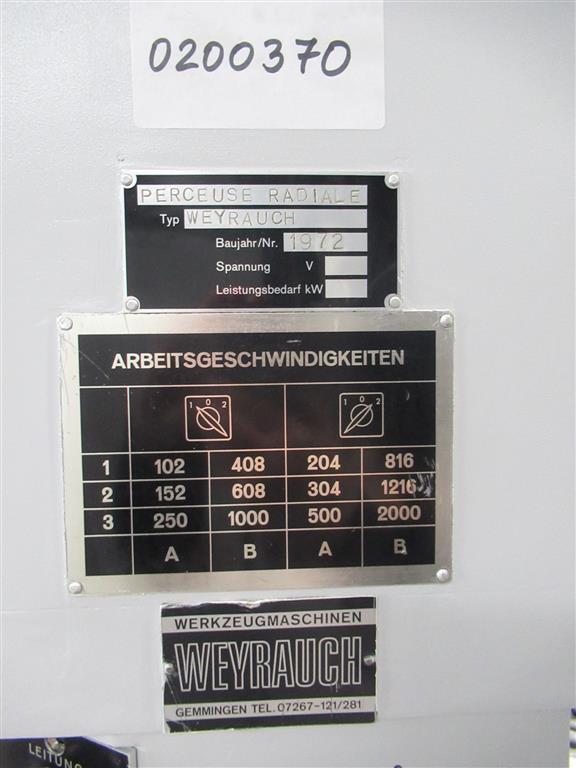 0200370
PERCEUSE RADIALE
Typ WEYRAUCH
Baujahr/Nr. 1972
Spannung V
Leistungsbedarf kW
ARBEITSGESCHWINDIGKEITEN
1 0 2 1 0 2
1 102 408 204 816
2 152 608 304 1216
3 250 1000 500 2000
A B A B
WERKZEUGMASCHINEN
WEYRAUCH
GEMMINGEN TEL. 07267-121/281
LEITUNG